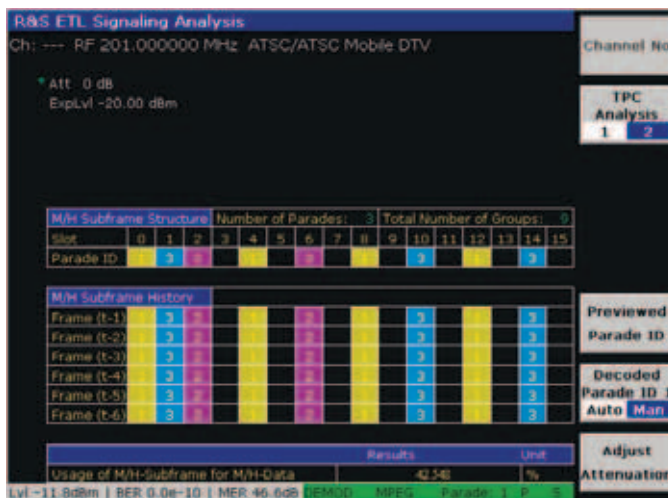 R&S ETL Signaling Analysis
Ch: --- RF 201.000000 MHz ATSC/ATSC Mobile DTV
Channel No
* Att 0 dB
ExpLvl -20.00 dBm
TPC
Analysis
1 2
M/H Subframe Structure Number of Parades: 3 Total Number of Groups: 9
Slot 0 1 2 3 4 5 6 7 8 9 10 11 12 13 14 15
Parade ID 3 3 3
M/H Subframe History
Frame (t-1) 3 3 3
Frame (t-2) 3 3 3
Frame (t-3) 3 3 3
Frame (t-4) 3 3 3
Frame (t-5) 3 3 3
Frame (t-6) 3 3 3
Previewed
Parade ID
Decoded
Parade ID
Auto Man
Results Unit
Usage of M/H-Subframe for M/H-Data 42.548 %
Adjust
Attenuation
Lvl -11.8dBm | BER 0.0e-10 | MER 46.6dB DEMOD MPEG Parade: 1 P S